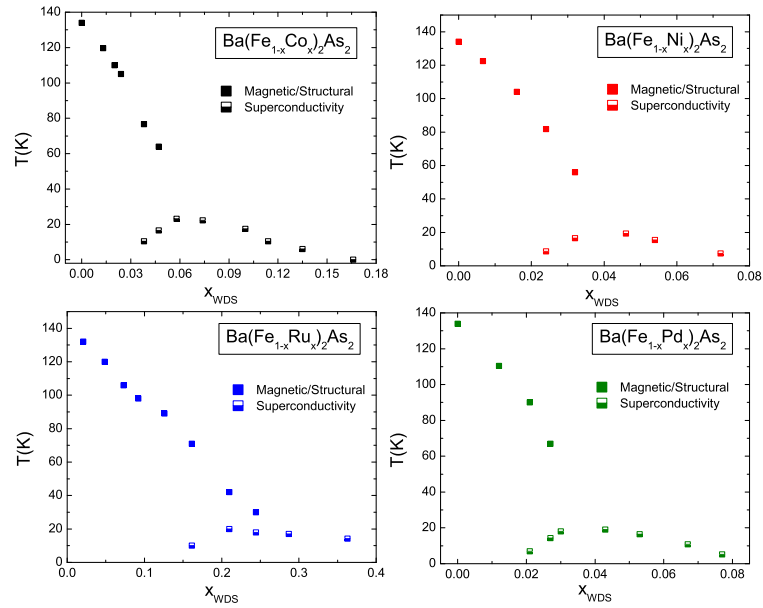 Ba(Fe1-xCox)2As2
Magnetic/Structural
Superconductivity
T(K)
140
120
100
80
60
40
20
0
0.00 0.03 0.06 0.09 0.12 0.15 0.18
xWDS
Ba(Fe1-xNix)2As2
Magnetic/Structural
Superconductivity
T(K)
140
120
100
80
60
40
20
0
0.00 0.02 0.04 0.06 0.08
xWDS
Ba(Fe1-xRux)2As2
Magnetic/Structural
Superconductivity
T(K)
140
120
100
80
60
40
20
0
0.0 0.1 0.2 0.3 0.4
xWDS
Ba(Fe1-xPdx)2As2
Magnetic/Structural
Superconductivity
T(K)
140
120
100
80
60
40
20
0
0.00 0.02 0.04 0.06 0.08
xWDS